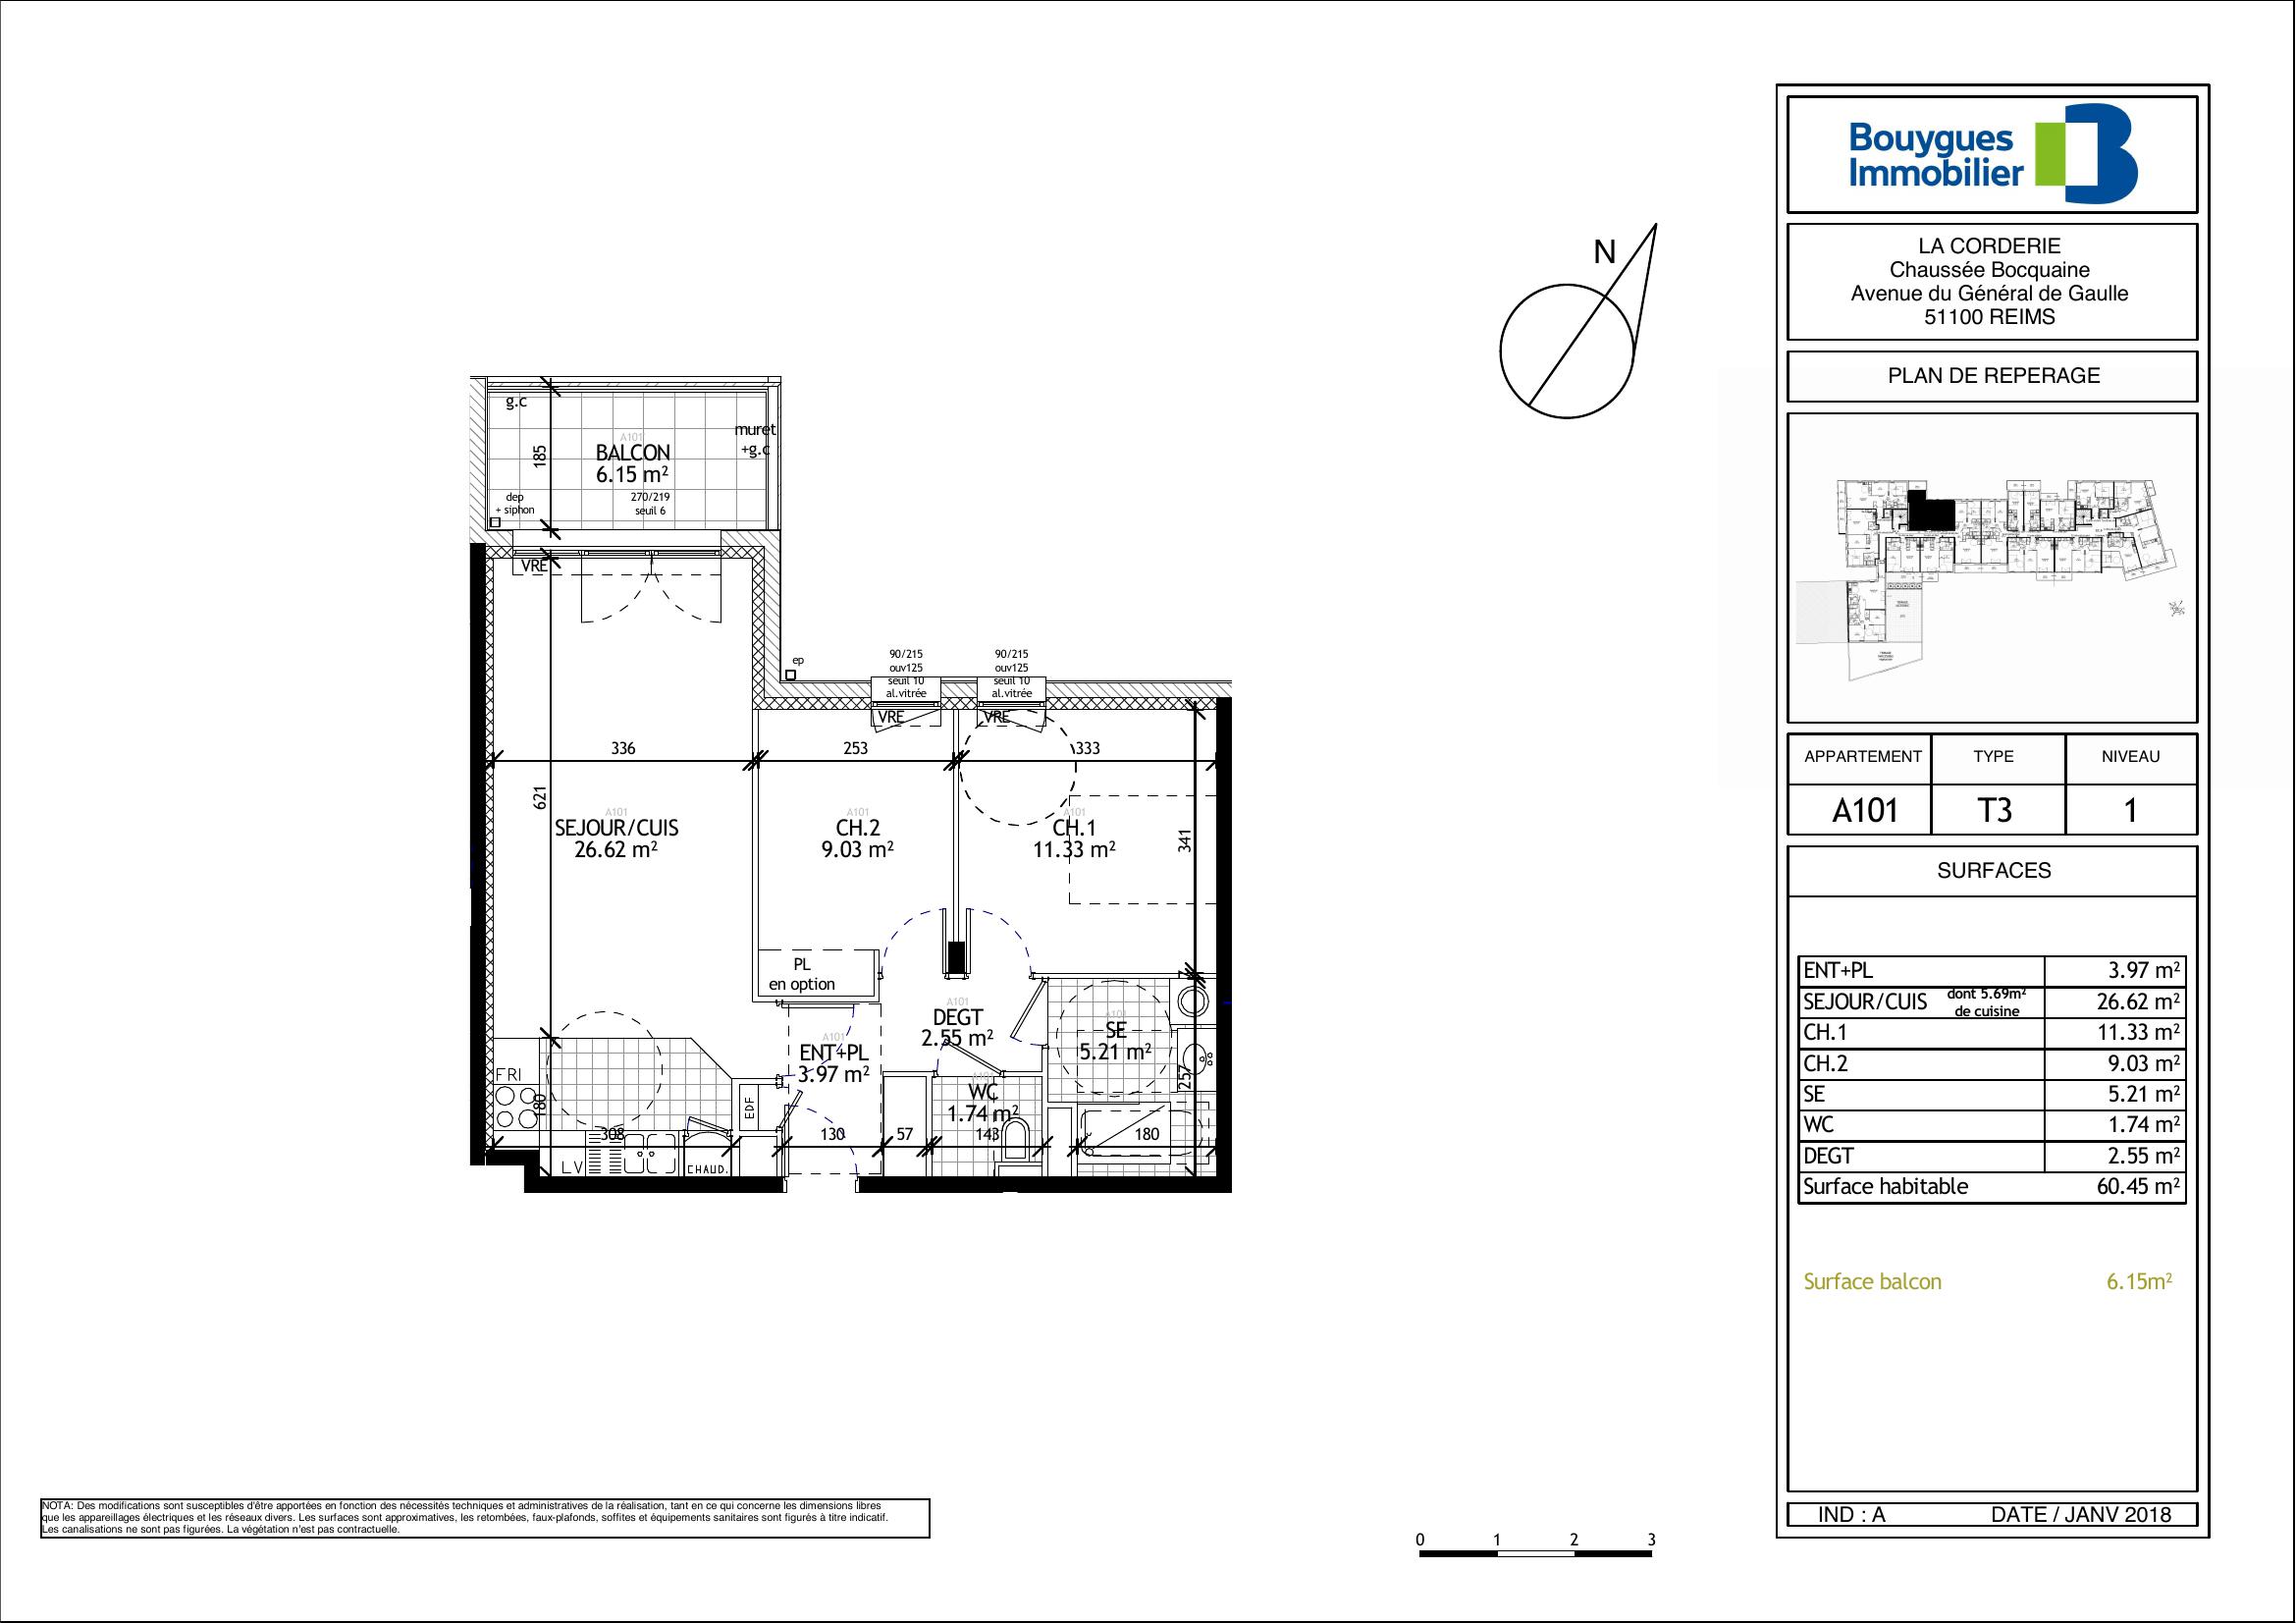 Bouygues
Immobilier
LA CORDERIE
Chaussée Bocquaine
Avenue du Général de Gaulle
51100 REIMS
PLAN DE REPERAGE
APPARTEMENT TYPE NIVEAU
A101 T3 1
SURFACES
ENT+PL 3.97 m²
SEJOUR/CUIS dont 5.69m² de cuisine 26.62 m²
CH.1 11.33 m²
CH.2 9.03 m²
SE 5.21 m²
WC 1.74 m²
DEGT 2.55 m²
Surface habitable 60.45 m²
Surface balcon 6.15m²
IND : A DATE / JANV 2018
N
g.c
muret
+g.c
185
A101
BALCON
6.15 m²
dep
+ siphon
270/219
seuil 6
VRE
ep
90/215
ouv125
seuil 10
al.vitrée
90/215
ouv125
seuil 10
al.vitrée
VRE
VRE
336
253
333
621
A101
SEJOUR/CUIS
26.62 m²
A101
CH.2
9.03 m²
A101
CH.1
11.33 m²
341
PL
en option
A101
DEGT
2.55 m²
A101
SE
5.21 m²
A101
ENT+PL
3.97 m²
A101
WC
1.74 m²
FRI
180
EDF
257
308
130
57
143
180
LV
CHAUD.
NOTA: Des modifications sont susceptibles d'être apportées en fonction des nécessités techniques et administratives de la réalisation, tant en ce qui concerne les dimensions libres
que les appareillages électriques et les réseaux divers. Les surfaces sont approximatives, les retombées, faux-plafonds, soffites et équipements sanitaires sont figurés à titre indicatif.
Les canalisations ne sont pas figurées. La végétation n'est pas contractuelle.
0 1 2 3